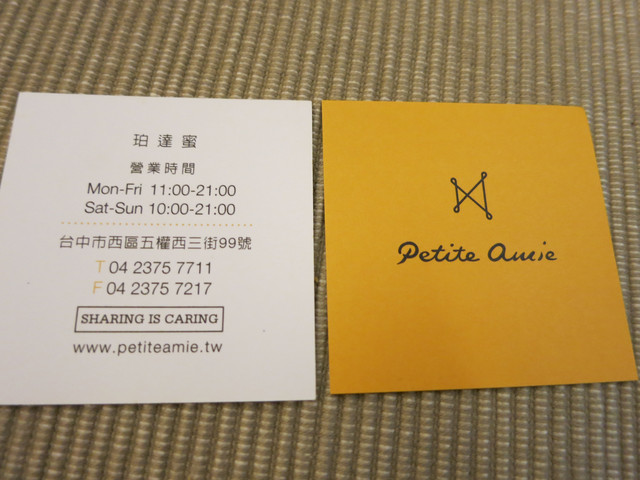 珀達蜜
營業時間
Mon-Fri 11:00-21:00
Sat-Sun 10:00-21:00
台中市西區五權西三街99號
T 04 2375 7711
F 04 2375 7217
SHARING IS CARING
www.petiteamie.tw
Petite Amie